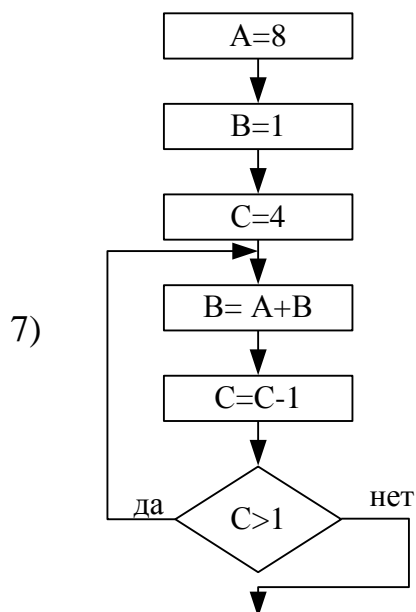 A=8
B=1
C=4
B= A+B
7)
C=C-1
да
C>1
нет